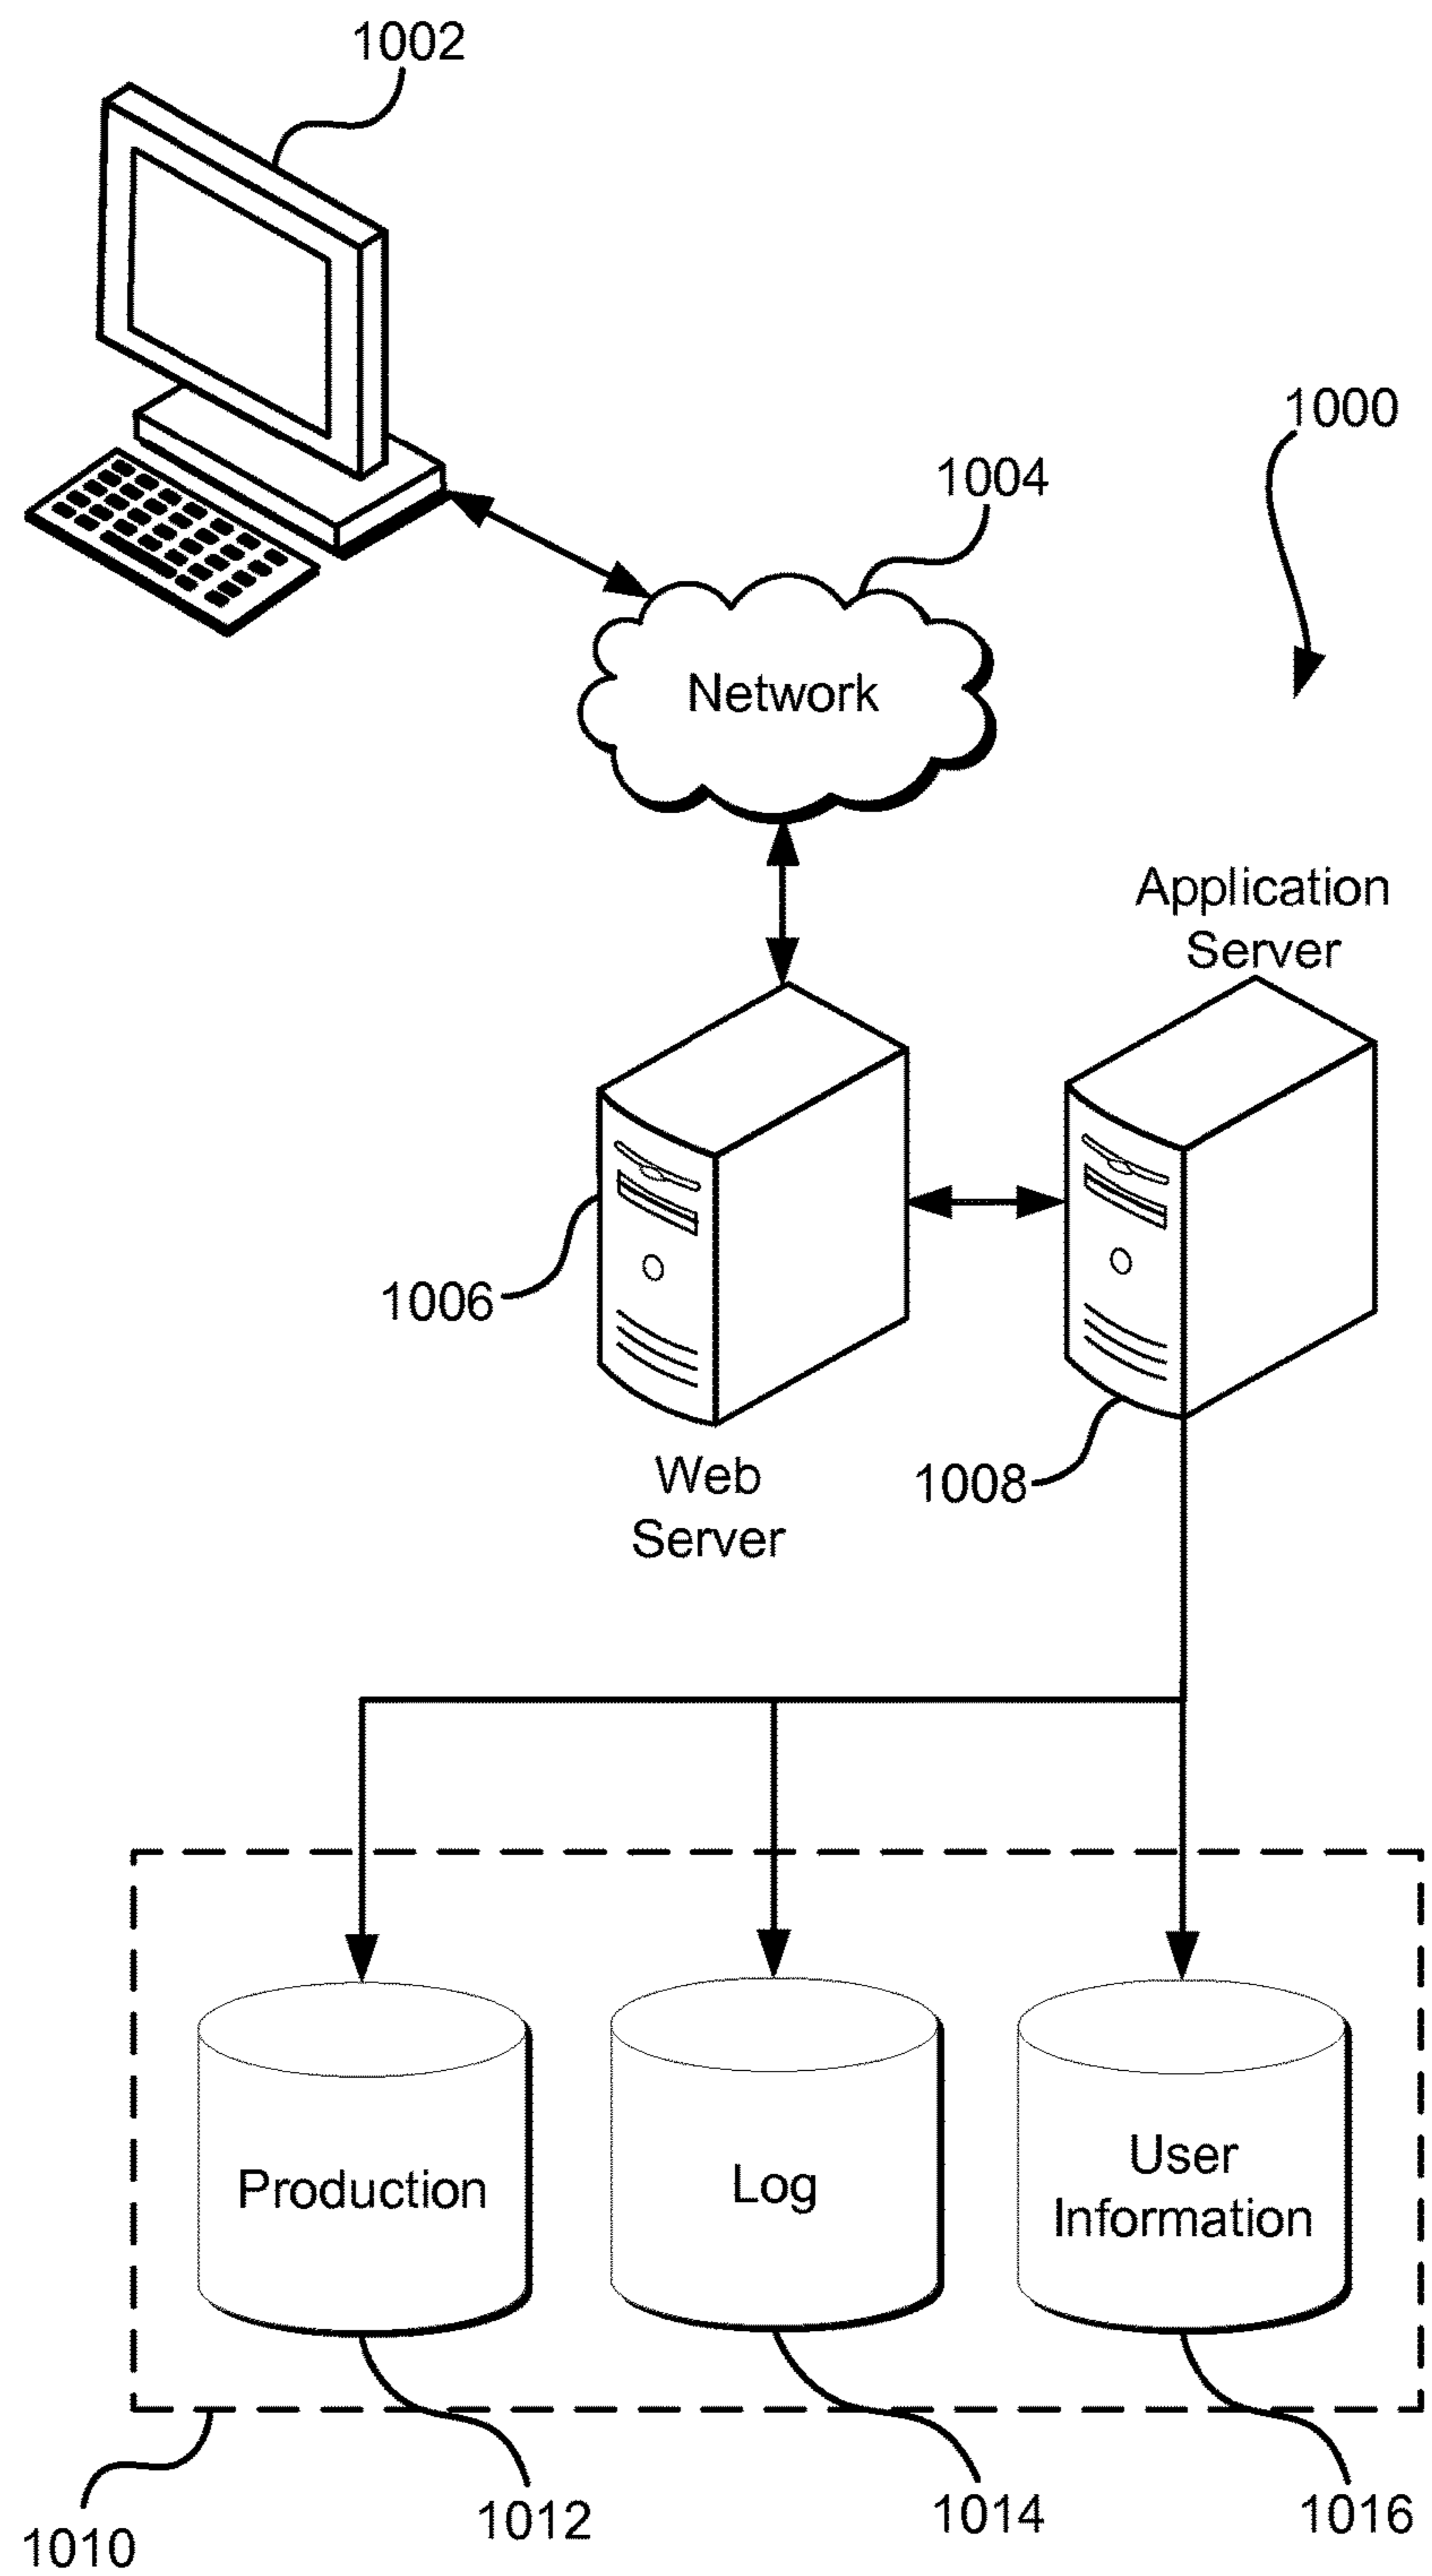 1002
1000
1004
Network
Application
Server
1006
Web
Server
1008
Production
Log
User
Information
1010
1012
1014
1016